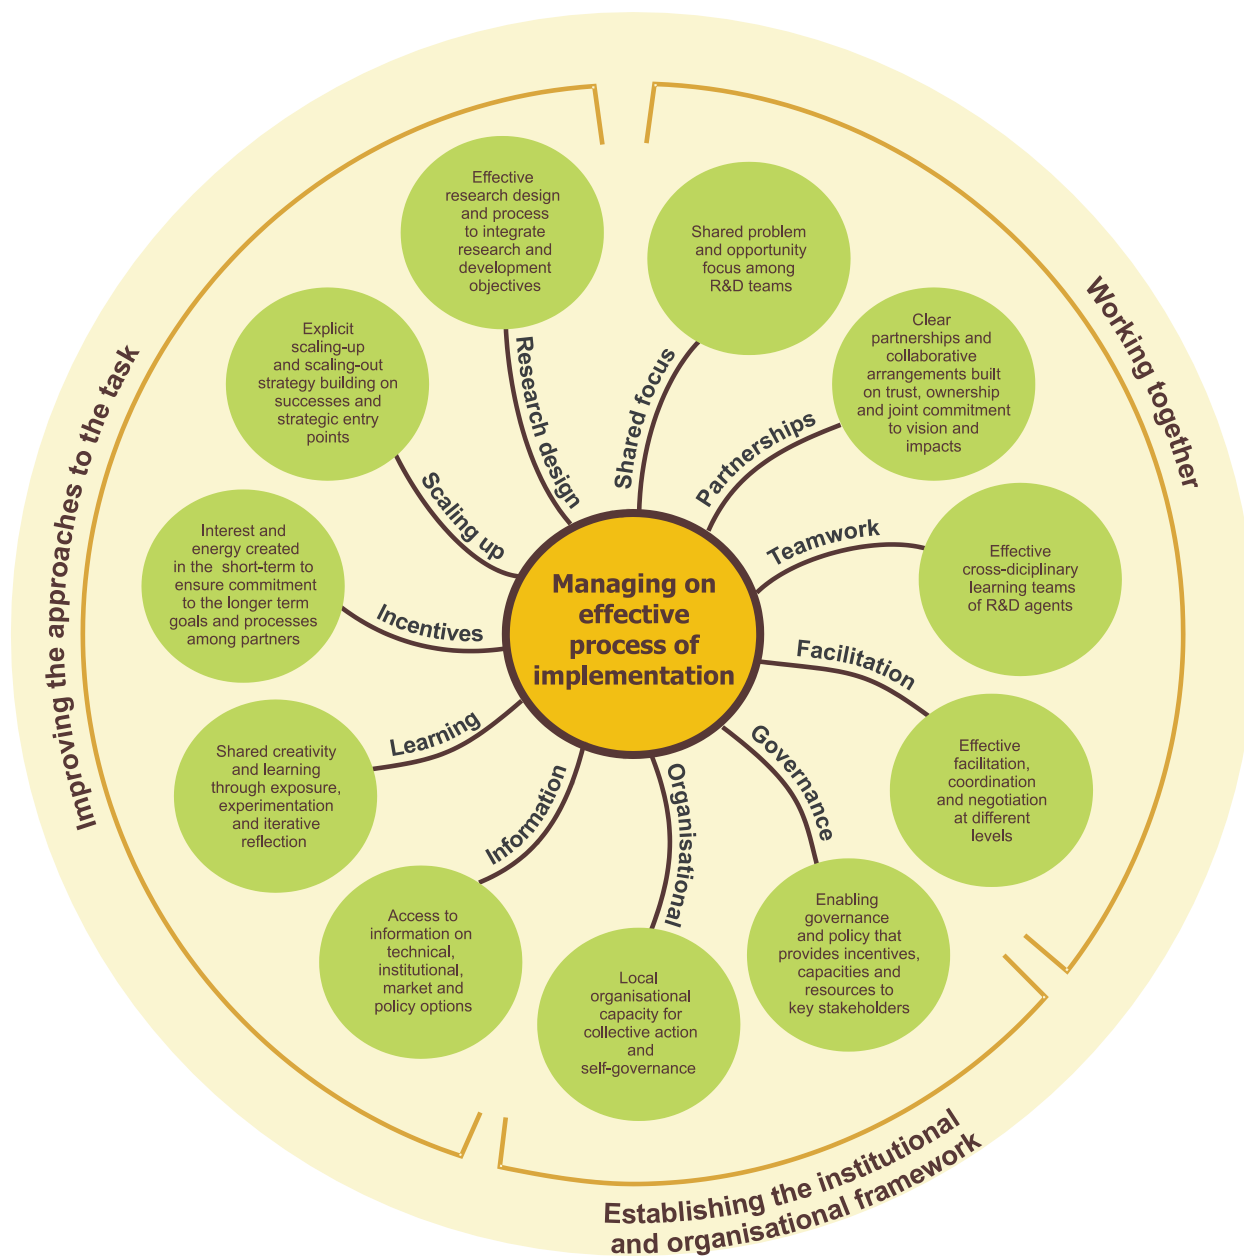 Managing on
effective
process of
implementation
Working together
Shared focus
Shared problem
and opportunity
focus among
R&D teams
Partnerships
Clear
partnerships and
collaborative
arrangements built
on trust, ownership
and joint commitment
to vision and
impacts
Teamwork
Effective
cross-diciplinary
learning teams
of R&D agents
Facilitation
Effective
facilitation,
coordination
and negotiation
at different
levels
Establishing the institutional
and organisational framework
Governance
Enabling
governance
and policy that
provides incentives,
capacities and
resources to
key stakeholders
Organisational
Local
organisational
capacity for
collective action
and
self-governance
Improving the approaches to the task
Information
Access to
information on
technical,
institutional,
market and
policy options
Learning
Shared creativity
and learning
through exposure,
experimentation
and iterative
reflection
Incentives
Interest and
energy created
in the short-term to
ensure commitment
to the longer term
goals and processes
among partners
Scaling up
Explicit
scaling-up
and scaling-out
strategy building on
successes and
strategic entry
points
Research design
Effective
research design
and process
to integrate
research and
development
objectives